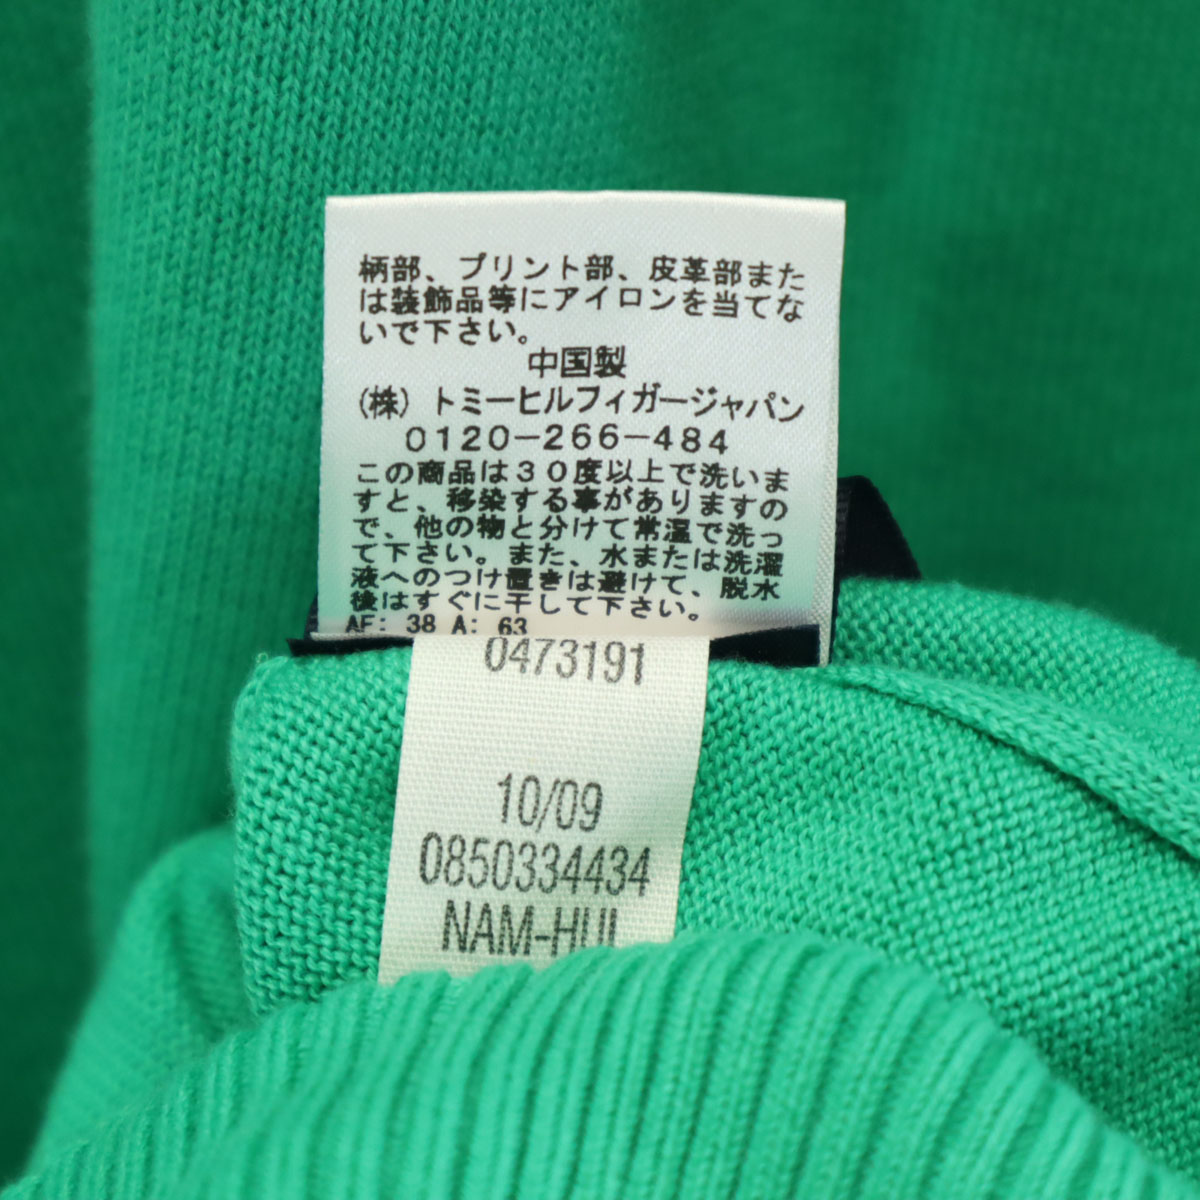 柄部、プリント部、皮革部また
は装飾品等にアイロンを当てな
いで下さい。
中国製
(株) トミーヒルフィガージャパン
0120-266-484
この商品は30度以上で洗いま
すと、移染する事がありますの
で、他の物と分けて常温で洗っ
て下さい。また、水または洗濯
液へのつけ置きは避けて、脱水
後はすぐに干して下さい。
AF: 38 A: 63
0473191
10/09
0850334434
NAM-HUI